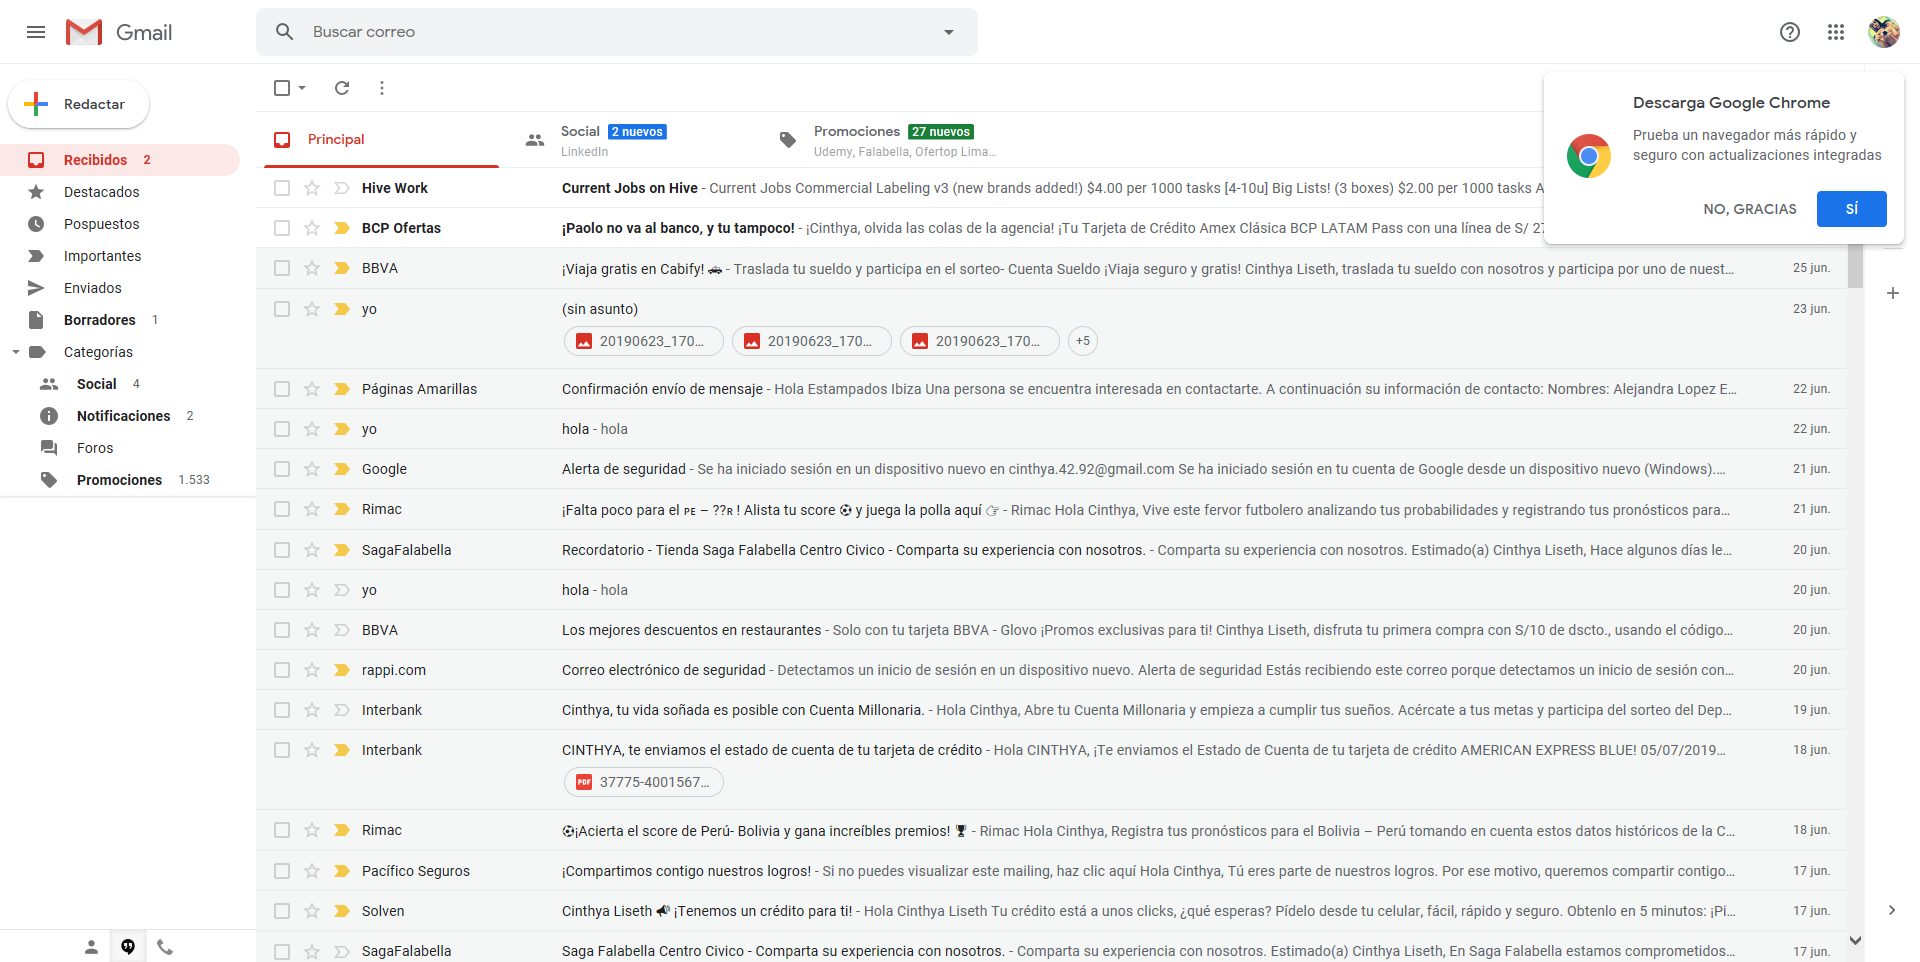 Gmail
Buscar correo
Redactar
Recibidos 2
Destacados
Pospuestos
Importantes
Enviados
Borradores 1
Categorías
Social 4
Notificaciones 2
Foros
Promociones 1.533
Principal
Social 2 nuevos
LinkedIn
Promociones 27 nuevos
Udemy, Falabella, Ofertop Lima...
Descarga Google Chrome
Prueba un navegador más rápido y
seguro con actualizaciones integradas
NO, GRACIAS SÍ
Hive Work Current Jobs on Hive - Current Jobs Commercial Labeling v3 (new brands added!) $4.00 per 1000 tasks [4-10u] Big Lists! (3 boxes) $2.00 per 1000 tasks A
BCP Ofertas ¡Paolo no va al banco, y tu tampoco! - ¡Cinthya, olvida las colas de la agencia! ¡Tu Tarjeta de Crédito Amex Clásica BCP LATAM Pass con una línea de S/ 27
BBVA ¡Viaja gratis en Cabify! 🚓 - Traslada tu sueldo y participa en el sorteo- Cuenta Sueldo ¡Viaja seguro y gratis! Cinthya Liseth, traslada tu sueldo con nosotros y participa por uno de nuest... 25 jun.
yo (sin asunto) 23 jun.
20190623_170... 20190623_170... 20190623_170... +5
Páginas Amarillas Confirmación envío de mensaje - Hola Estampados Ibiza Una persona se encuentra interesada en contactarte. A continuación su información de contacto: Nombres: Alejandra Lopez E... 22 jun.
yo hola - hola 22 jun.
Google Alerta de seguridad - Se ha iniciado sesión en un dispositivo nuevo en cinthya.42.92@gmail.com Se ha iniciado sesión en tu cuenta de Google desde un dispositivo nuevo (Windows).... 21 jun.
Rimac ¡Falta poco para el ᴘᴇ – ??ʀ ! Alista tu score ⚽ y juega la polla aquí 👉 - Rimac Hola Cinthya, Vive este fervor futbolero analizando tus probabilidades y registrando tus pronósticos para... 21 jun.
SagaFalabella Recordatorio - Tienda Saga Falabella Centro Civico - Comparta su experiencia con nosotros. - Comparta su experiencia con nosotros. Estimado(a) Cinthya Liseth, Hace algunos días le... 20 jun.
yo hola - hola 20 jun.
BBVA Los mejores descuentos en restaurantes - Solo con tu tarjeta BBVA - Glovo ¡Promos exclusivas para ti! Cinthya Liseth, disfruta tu primera compra con S/10 de dscto., usando el código... 20 jun.
rappi.com Correo electrónico de seguridad - Detectamos un inicio de sesión en un dispositivo nuevo. Alerta de seguridad Estás recibiendo este correo porque detectamos un inicio de sesión con... 20 jun.
Interbank Cinthya, tu vida soñada es posible con Cuenta Millonaria. - Hola Cinthya, Abre tu Cuenta Millonaria y empieza a cumplir tus sueños. Acércate a tus metas y participa del sorteo del Dep... 19 jun.
Interbank CINTHYA, te enviamos el estado de cuenta de tu tarjeta de crédito - Hola CINTHYA, ¡Te enviamos el Estado de Cuenta de tu tarjeta de crédito AMERICAN EXPRESS BLUE! 05/07/2019... 18 jun.
PDF 37775-4001567...
Rimac ⚽¡Acierta el score de Perú- Bolivia y gana increíbles premios! 🏆 - Rimac Hola Cinthya, Registra tus pronósticos para el Bolivia – Perú tomando en cuenta estos datos históricos de la C... 18 jun.
Pacífico Seguros ¡Compartimos contigo nuestros logros! - Si no puedes visualizar este mailing, haz clic aquí Hola Cinthya, Tú eres parte de nuestros logros. Por ese motivo, queremos compartir contigo... 17 jun.
Solven Cinthya Liseth 📢 ¡Tenemos un crédito para ti! - Hola Cinthya Liseth Tu crédito está a unos clicks, ¿qué esperas? Pídelo desde tu celular, fácil, rápido y seguro. Obtenlo en 5 minutos: ¡Pi... 17 jun.
SagaFalabella Saga Falabella Centro Civico - Comparta su experiencia con nosotros. - Comparta su experiencia con nosotros. Estimado(a) Cinthya Liseth, En Saga Falabella estamos comprometidos... 17 jun.